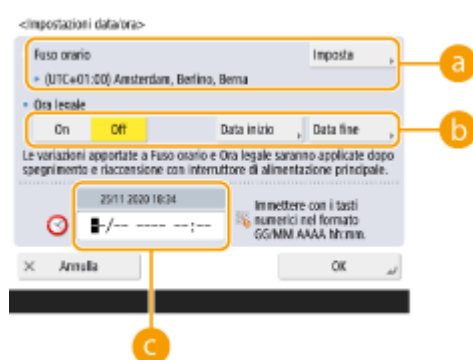 <Impostazioni data/ora>
Fuso orario
Imposta
a
(UTC+01:00) Amsterdam, Berlino, Berna
Ora legale
On
Off
Data inizio
Data fine
b
Le variazioni apportate a Fuso orario e Ora legale saranno applicate dopo
spegnimento e riaccensione con interruttore di alimentazione principale.
25/11 2020 18:34
--/-- ---- --:--
Immettere con i tasti
numerici nel formato
GG/MM AAAA hh:mm.
× Annulla
OK
c